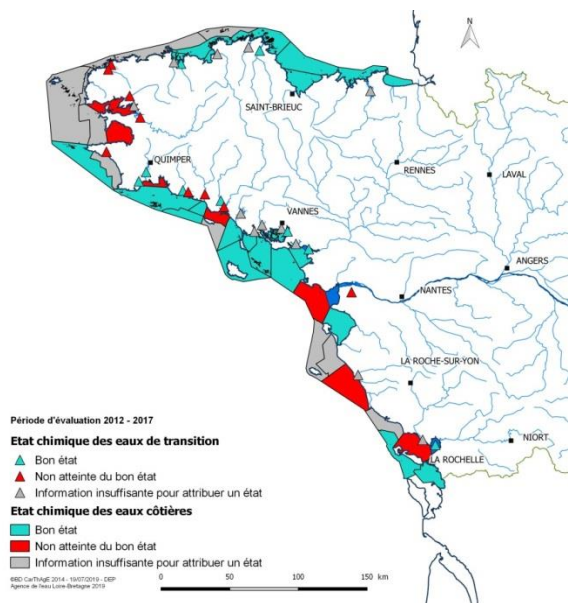 N
SAINT-BRIEUC
QUIMPER
RENNES
LAVAL
VANNES
ANGERS
NANTES
LA ROCHE-SUR-YON
NIORT
LA ROCHELLE
Période d'évaluation 2012 - 2017
Etat chimique des eaux de transition
Bon état
Non atteinte du bon état
Information insuffisante pour attribuer un état
Etat chimique des eaux côtières
Bon état
Non atteinte du bon état
Information insuffisante pour attribuer un état
©BD CarThAgE 2014 - 19/07/2019 - DEP
Agence de l'eau Loire-Bretagne 2019
0 50 100 150 km